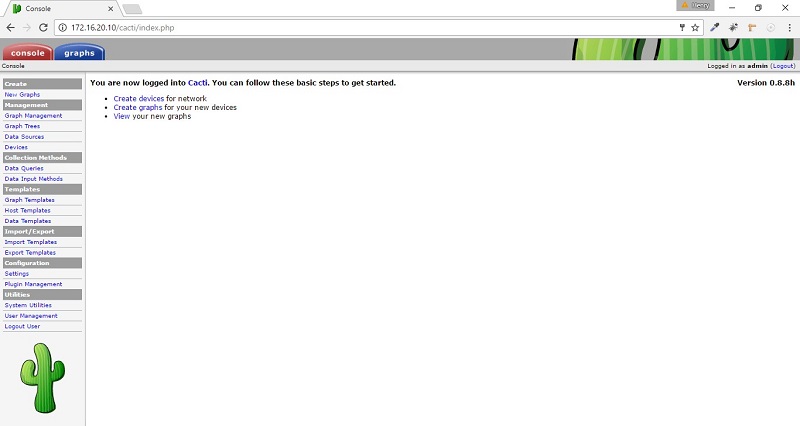 Console
Henry
172.16.20.10/cacti/index.php
console
graphs
Console
Logged in as admin (Logout)
Create
New Graphs
Management
Graph Management
Graph Trees
Data Sources
Devices
Collection Methods
Data Queries
Data Input Methods
Templates
Graph Templates
Host Templates
Data Templates
Import/Export
Import Templates
Export Templates
Configuration
Settings
Plugin Management
Utilities
System Utilities
User Management
Logout User
You are now logged into Cacti. You can follow these basic steps to get started.
Version 0.8.8h
Create devices for network
Create graphs for your new devices
View your new graphs